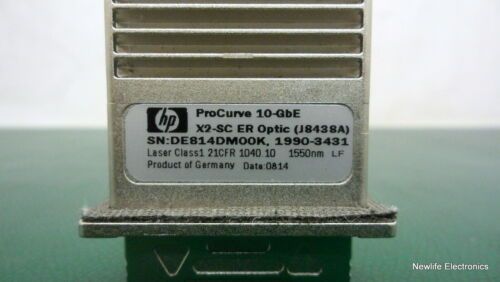 hp
ProCurve 10-GbE
X2-SC ER Optic (J8438A)
SN:DE814DM00K, 1990-3431
Laser Class1 21CFR 1040.10 1550nm LF
Product of Germany Date:0814
Newlife Electronics